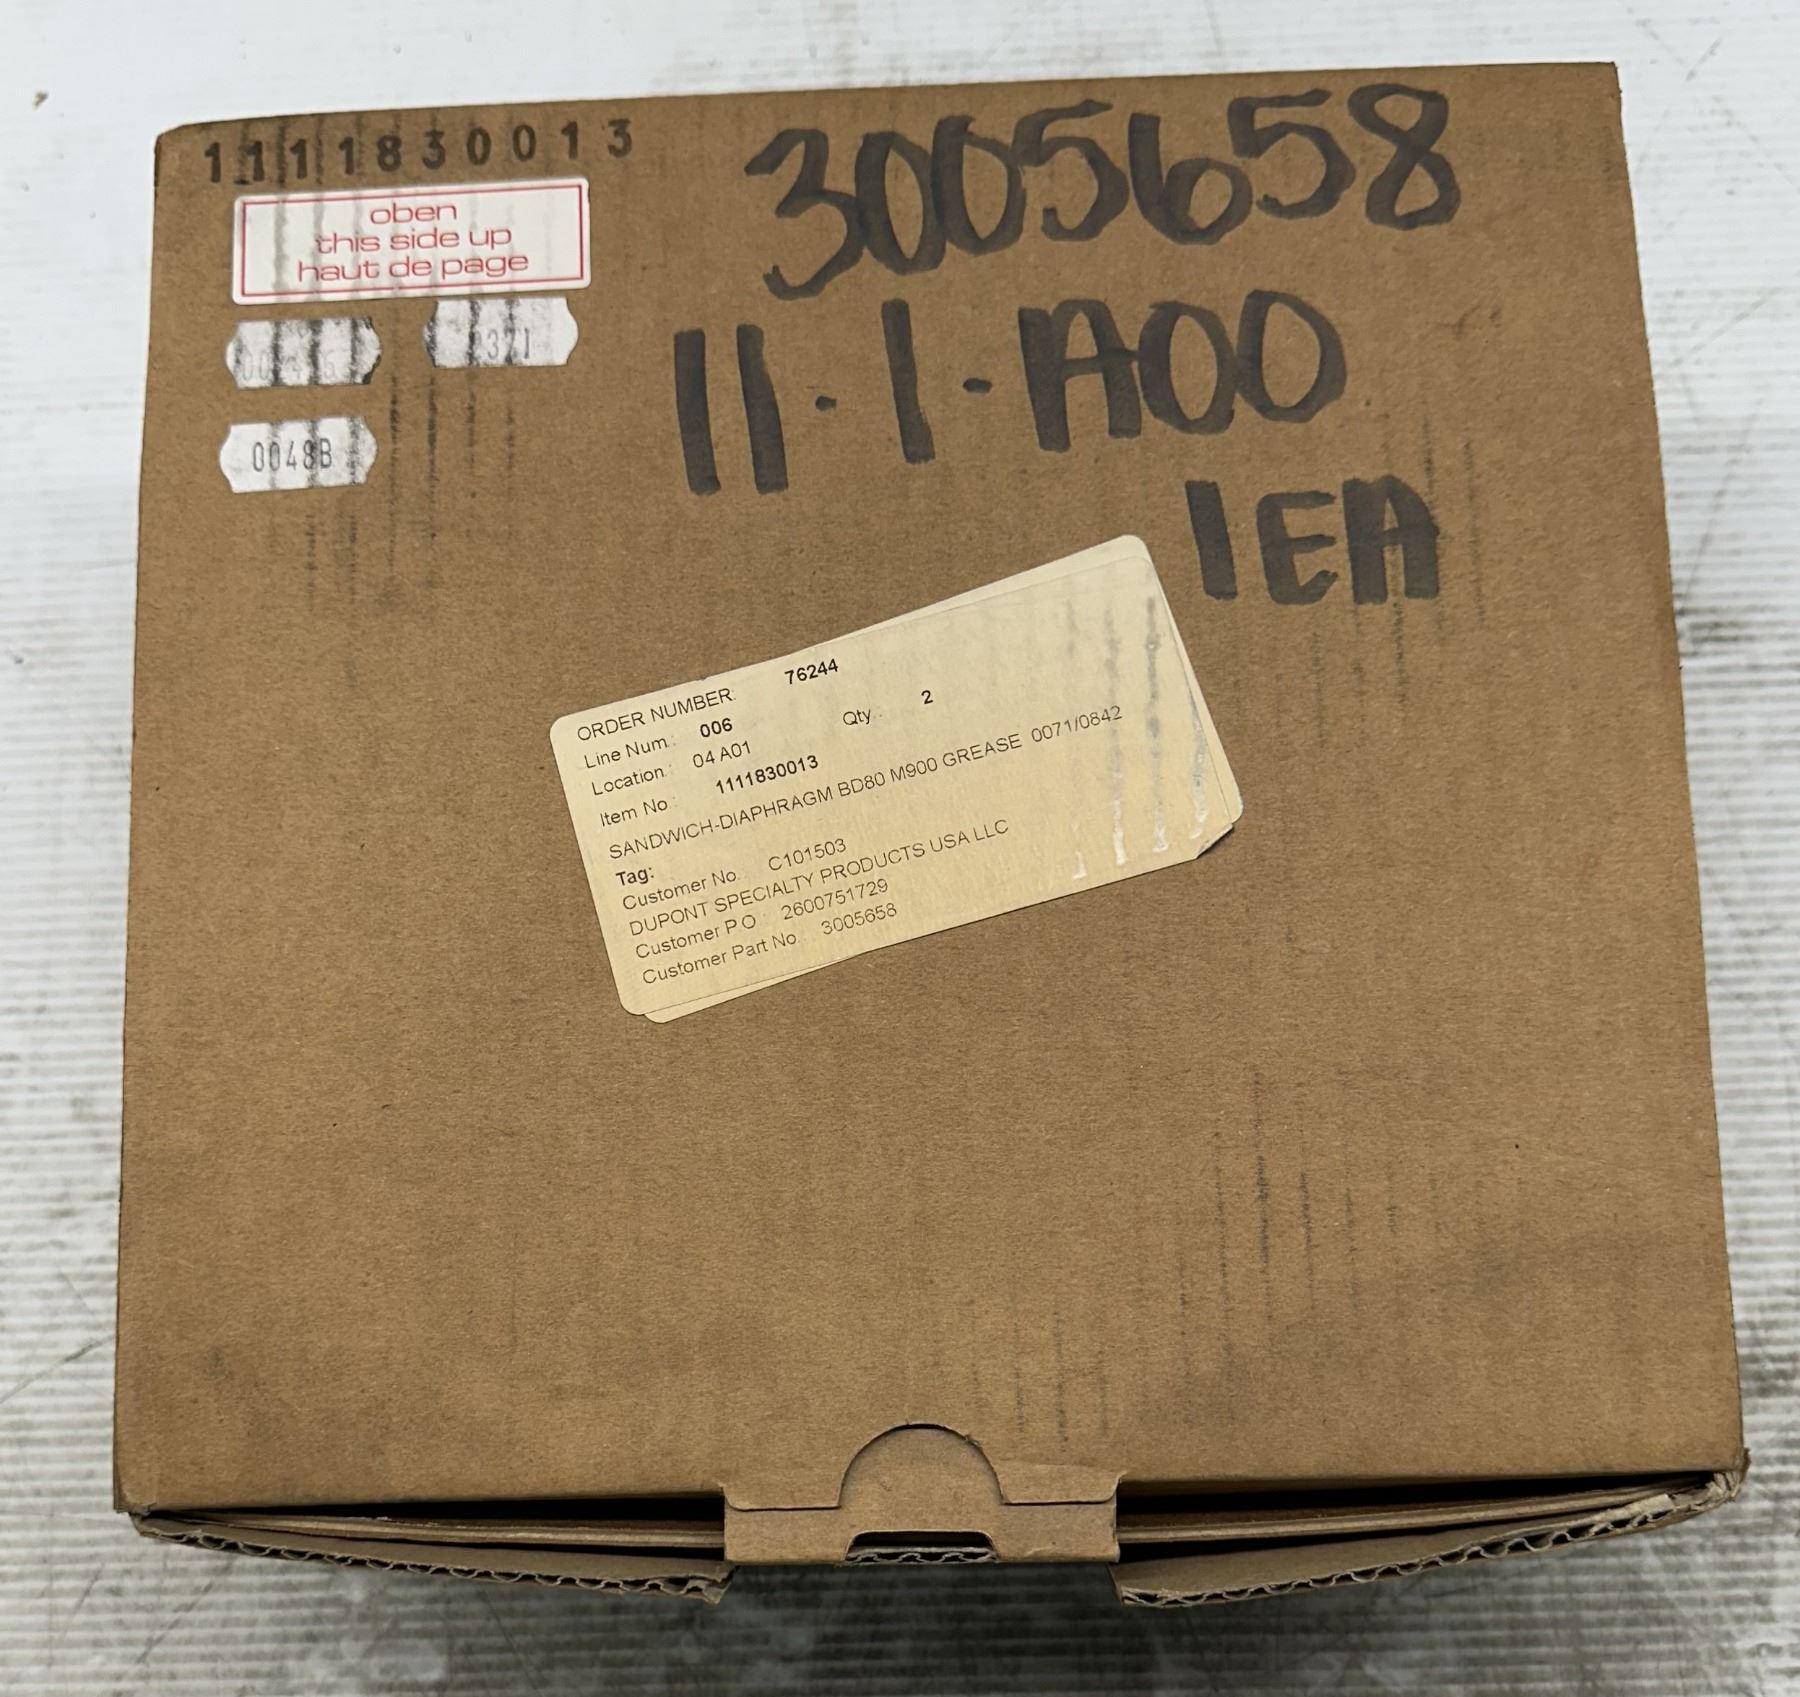 1111830013
oben
this side up
haut de page
0048B
3005658
11-1-A00
1EA
ORDER NUMBER: 76244
Line Num.: 006 Qty.: 2
Location: 04 A01
Item No.: 1111830013
SANDWICH-DIAPHRAGM BD80 M900 GREASE 0071/0842
Tag:
Customer No.: C101503
DUPONT SPECIALTY PRODUCTS USA LLC
Customer P O : 2600751729
Customer Part No. 3005658